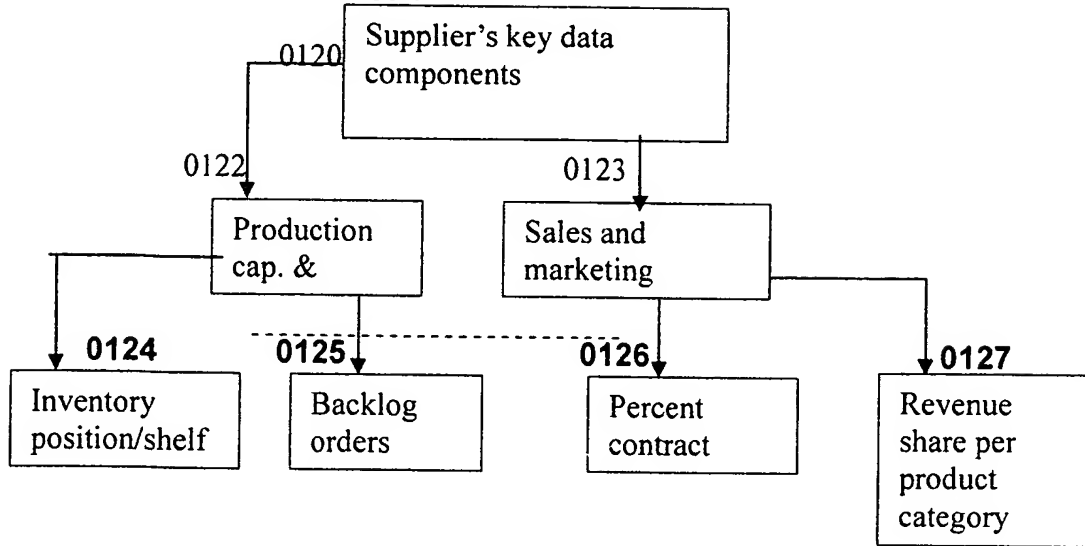 0120
Supplier's key data
components
0122
0123
Production
cap. &
Sales and
marketing
0124
0125
0126
0127
Inventory
position/shelf
Backlog
orders
Percent
contract
Revenue
share per
product
category